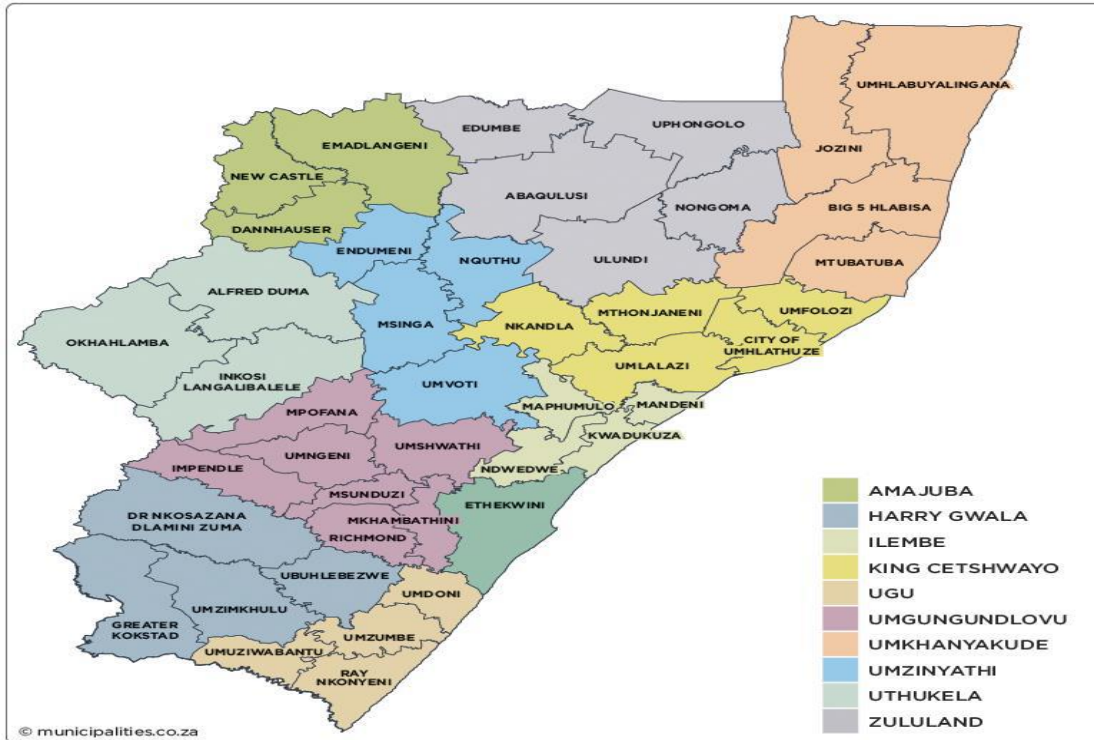 UMHLABUYALINGANA
EDUMBE
UPHONGOLO
EMADLANGENI
JOZINI
NEW CASTLE
ABAQULUSI
NONGOMA
BIG 5 HLABISA
DANNHAUSER
ENDUMENI
NQUTHU
ULUNDI
MTUBATUBA
ALFRED DUMA
MSINGA
NKANDLA
MTHONJANENI
UMFOLOZI
OKHAHLAMBA
CITY OF
UMHLATHUZE
INKOSI
LANGALIBALELE
UMLALAZI
UMVOTI
MAPHUMULO
MANDENI
MPOFANA
KWADUKUZA
UMSHWATHI
UMNGENI
IMPENDLE
NDWEDWE
MSUNDUZI
ETHEKWINI
DR NKOSAZANA
DLAMINI ZUMA
MKHAMBATHINI
RICHMOND
UBUHLEBEZWE
UMDONI
UMZIMKHULU
GREATER
KOKSTAD
UMZUMBE
UMUZIWABANTU
RAY
NKONYENI
AMAJUBA
HARRY GWALA
ILEMBE
KING CETSHWAYO
UGU
UMGUNGUNDLOVU
UMKHANYAKUDE
UMZINYATHI
UTHUKELA
ZULULAND
© municipalities.co.za